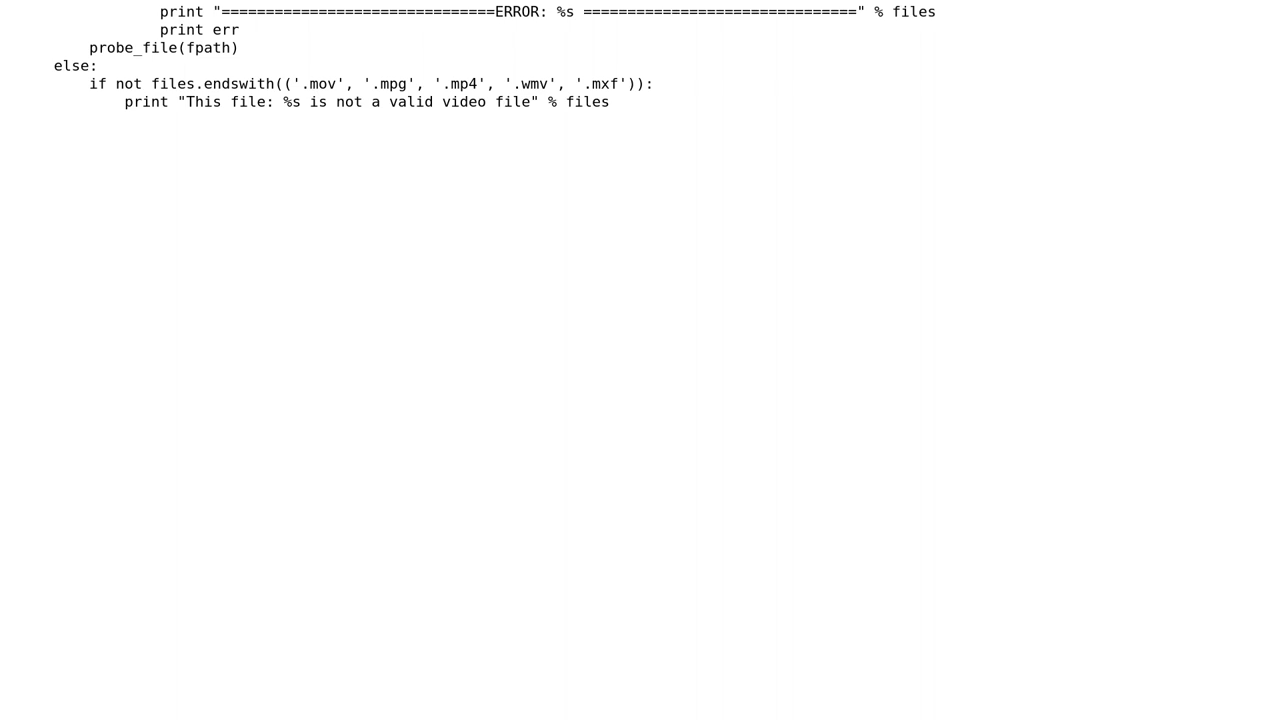 print "===============================ERROR: %s ===============================" % files
print err
probe_file(fpath)
else:
if not files.endswith(('.mov', '.mpg', '.mp4', '.wmv', '.mxf')):
print "This file: %s is not a valid video file" % files